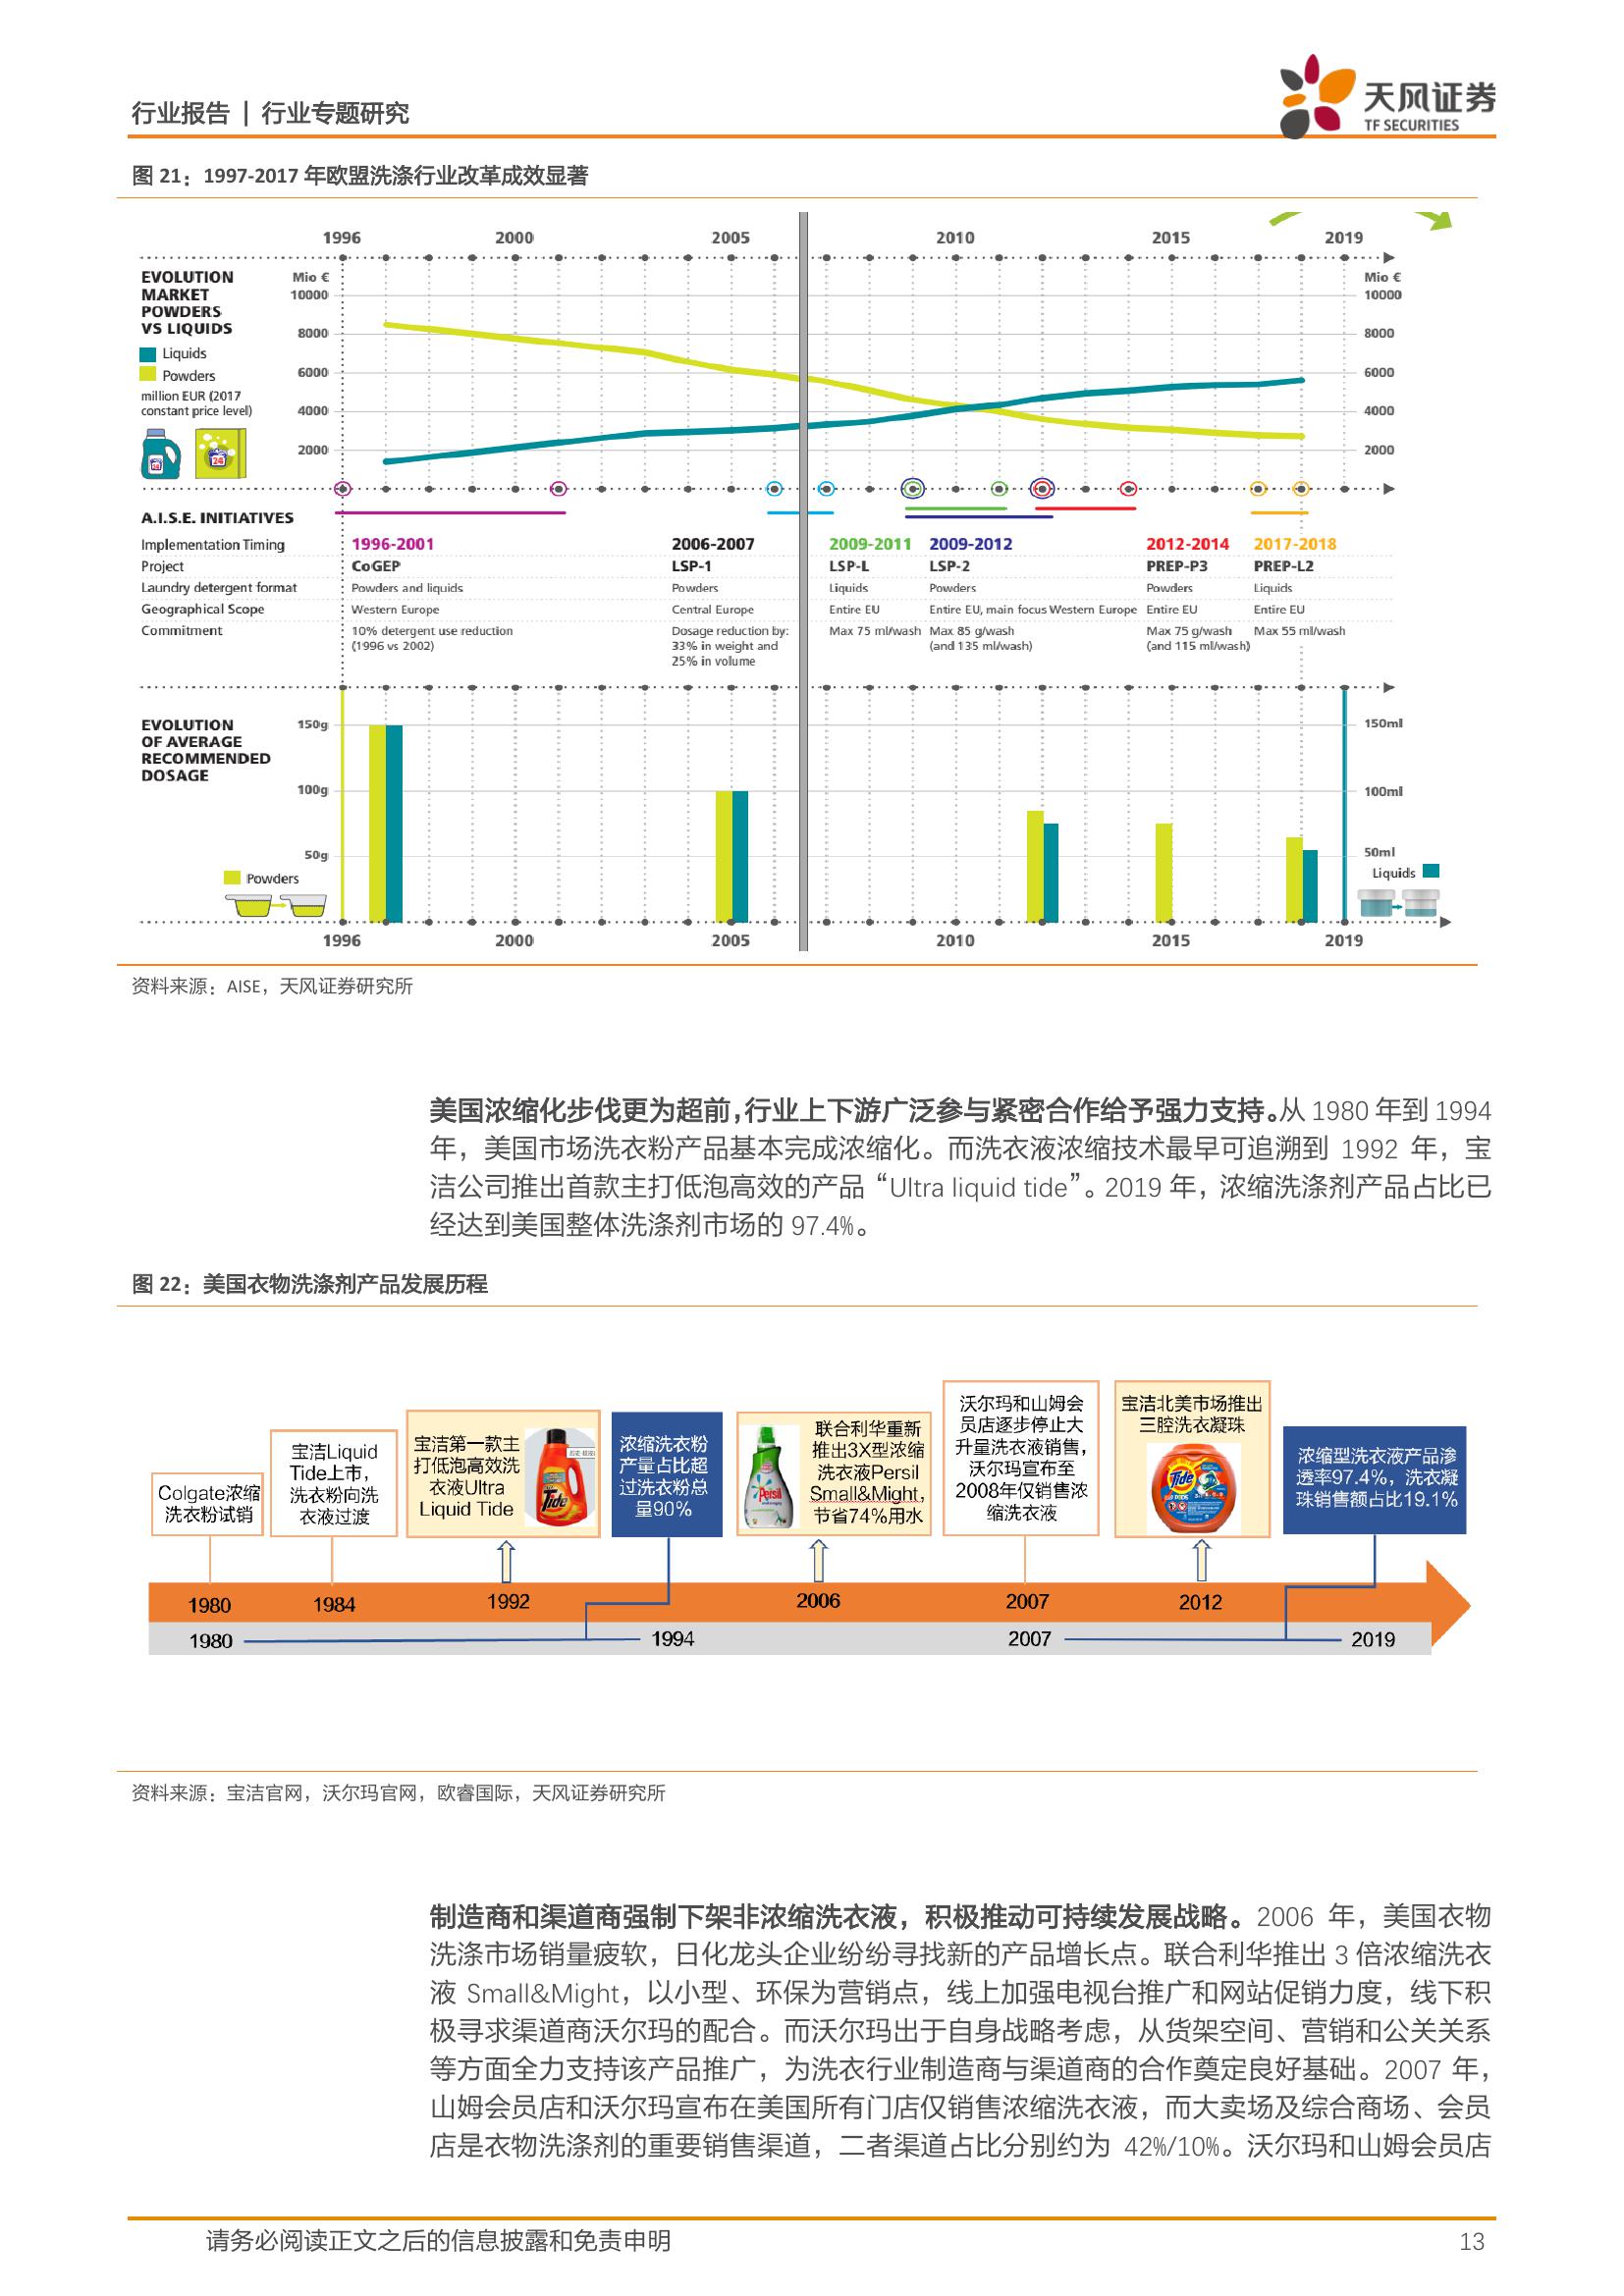 行业报告 | 行业专题研究
天风证券
TF SECURITIES
图 21：1997-2017 年欧盟洗涤行业改革成效显著
1996 2000 2005 2010 2015 2019
EVOLUTION
MARKET
POWDERS
VS LIQUIDS
Liquids
Powders
million EUR (2017
constant price level)
Mio €
10000
8000
6000
4000
2000
Mio €
10000
8000
6000
4000
2000
A.I.S.E. INITIATIVES
Implementation Timing 1996-2001 2006-2007 2009-2011 2009-2012 2012-2014 2017-2018
Project CoGEP LSP-1 LSP-L LSP-2 PREP-P3 PREP-L2
Laundry detergent format Powders and liquids Powders Liquids Powders Powders Liquids
Geographical Scope Western Europe Central Europe Entire EU Entire EU, main focus Western Europe Entire EU Entire EU
Commitment 10% detergent use reduction Dosage reduction by: Max 75 ml/wash Max 85 g/wash Max 75 g/wash Max 55 ml/wash
(1996 vs 2002) 33% in weight and (and 135 ml/wash) (and 115 ml/wash)
25% in volume
EVOLUTION
OF AVERAGE
RECOMMENDED
DOSAGE
150g
100g
50g
Powders
150ml
100ml
50ml
Liquids
1996 2000 2005 2010 2015 2019
资料来源：AISE，天风证券研究所
美国浓缩化步伐更为超前，行业上下游广泛参与紧密合作给予强力支持。从 1980 年到 1994
年，美国市场洗衣粉产品基本完成浓缩化。而洗衣液浓缩技术最早可追溯到 1992 年，宝
洁公司推出首款主打低泡高效的产品“Ultra liquid tide”。2019 年，浓缩洗涤剂产品占比已
经达到美国整体洗涤剂市场的 97.4%。
图 22：美国衣物洗涤剂产品发展历程
Colgate浓缩
洗衣粉试销
宝洁Liquid
Tide上市，
洗衣粉向洗
衣液过渡
宝洁第一款主
打低泡高效洗
衣液Ultra
Liquid Tide
Tide
浓缩洗衣粉
产量占比超
过洗衣粉总
量90%
Persil
联合利华重新
推出3X型浓缩
洗衣液Persil
Small&Might，
节省74%用水
沃尔玛和山姆会
员店逐步停止大
升量洗衣液销售，
沃尔玛宣布至
2008年仅销售浓
缩洗衣液
宝洁北美市场推出
三腔洗衣凝珠
Tide
PODS
浓缩型洗衣液产品渗
透率97.4%，洗衣凝
珠销售额占比19.1%
1980 1984 1992 2006 2007 2012
1980 1994 2007 2019
资料来源：宝洁官网，沃尔玛官网，欧睿国际，天风证券研究所
制造商和渠道商强制下架非浓缩洗衣液，积极推动可持续发展战略。2006 年，美国衣物
洗涤市场销量疲软，日化龙头企业纷纷寻找新的产品增长点。联合利华推出 3 倍浓缩洗衣
液 Small&Might，以小型、环保为营销点，线上加强电视台推广和网站促销力度，线下积
极寻求渠道商沃尔玛的配合。而沃尔玛出于自身战略考虑，从货架空间、营销和公关关系
等方面全力支持该产品推广，为洗衣行业制造商与渠道商的合作奠定良好基础。2007 年，
山姆会员店和沃尔玛宣布在美国所有门店仅销售浓缩洗衣液，而大卖场及综合商场、会员
店是衣物洗涤剂的重要销售渠道，二者渠道占比分别约为 42%/10%。沃尔玛和山姆会员店
请务必阅读正文之后的信息披露和免责申明
13